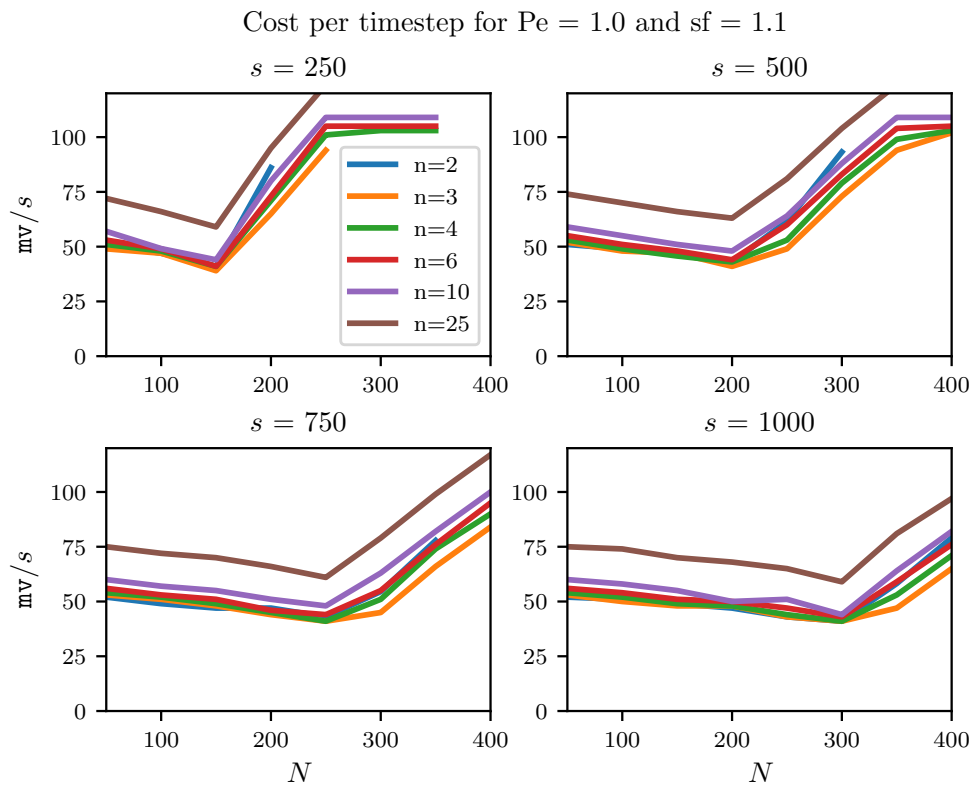 Cost per timestep for Pe = 1.0 and sf = 1.1
s = 250
s = 500
mv/s
100
75
50
25
0
100 200 300 400
n=2
n=3
n=4
n=6
n=10
n=25
100
75
50
25
0
100 200 300 400
s = 750
s = 1000
mv/s
100
75
50
25
0
100 200 300 400
N
100
75
50
25
0
100 200 300 400
N